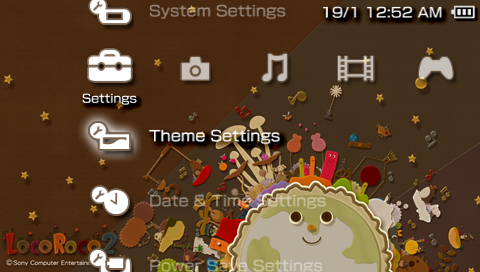 System Settings
19/1 12:52 AM
Settings
Theme Settings
Date & Time Settings
LocoRoco2
©Sony Computer Entertain
Power Save Settings